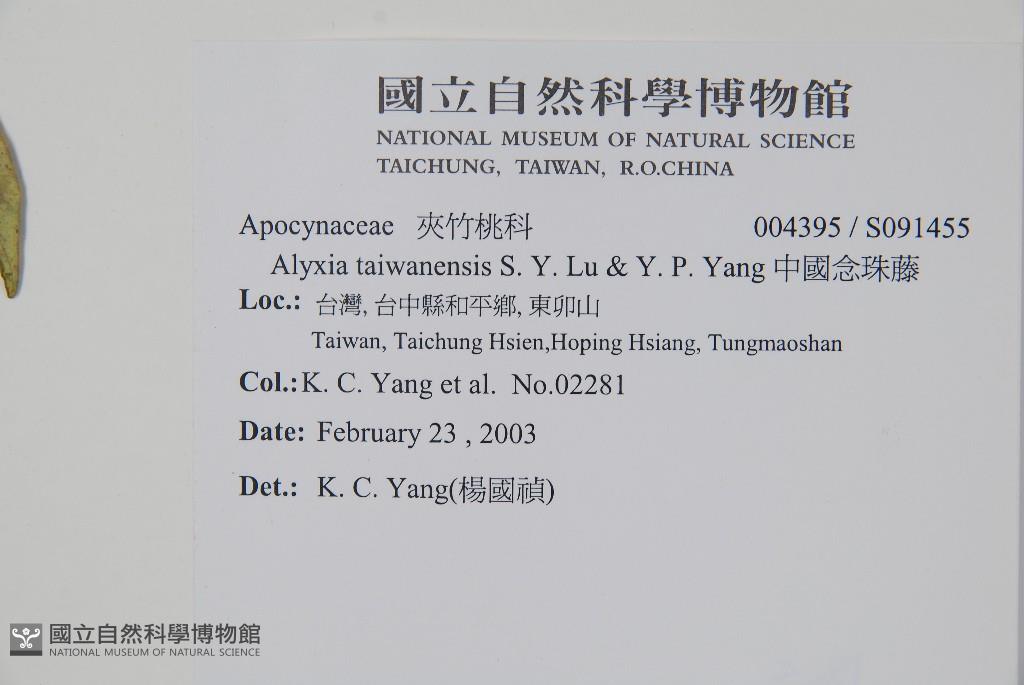 國立自然科學博物館
NATIONAL MUSEUM OF NATURAL SCIENCE
TAICHUNG, TAIWAN, R.O.CHINA
Apocynaceae 夾竹桃科 004395 / S091455
Alyxia taiwanensis S. Y. Lu & Y. P. Yang 中國念珠藤
Loc.: 台灣, 台中縣和平鄉, 東卯山
Taiwan, Taichung Hsien,Hoping Hsiang, Tungmaoshan
Col.:K. C. Yang et al. No.02281
Date: February 23 , 2003
Det.: K. C. Yang(楊國禎)
國立自然科學博物館
NATIONAL MUSEUM OF NATURAL SCIENCE